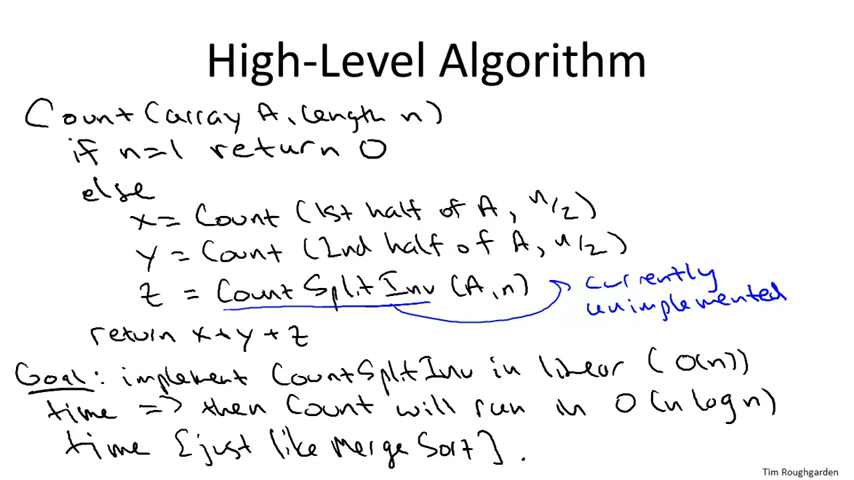 High-Level Algorithm
Count (array A, length n)
if n=1 return 0
else
x = Count (1st half of A, n/2)
y = Count (2nd half of A, n/2)
z = CountSplitInv (A,n)
currently
unimplemented
return x+y+z
Goal: implement CountSplitInv in linear (O(n))
time => then Count will run in O(n log n)
time [just like Merge Sort].
Tim Roughgarden